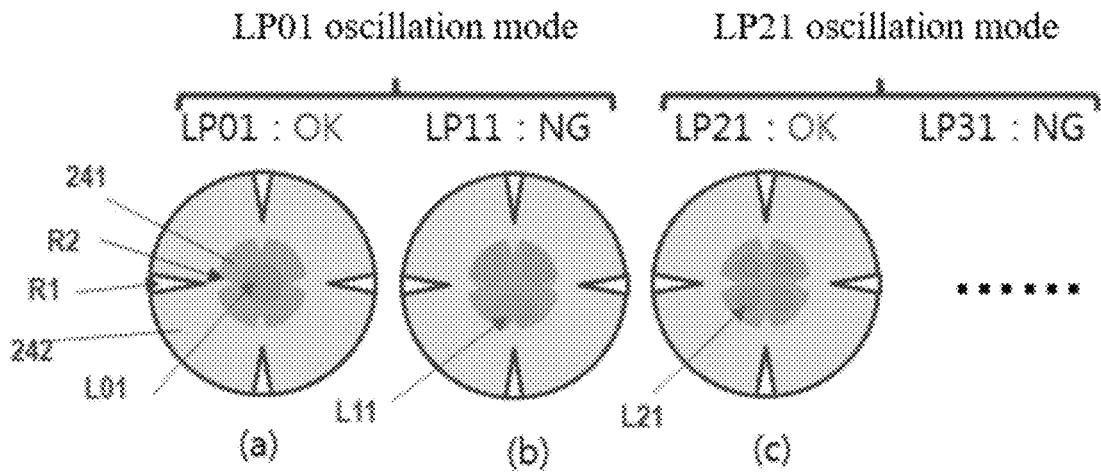 LP01 oscillation mode
LP21 oscillation mode
LP01 : OK
LP11 : NG
LP21 : OK
LP31 : NG
241
R2
R1
242
L01
L11
L21
(a)
(b)
(c)